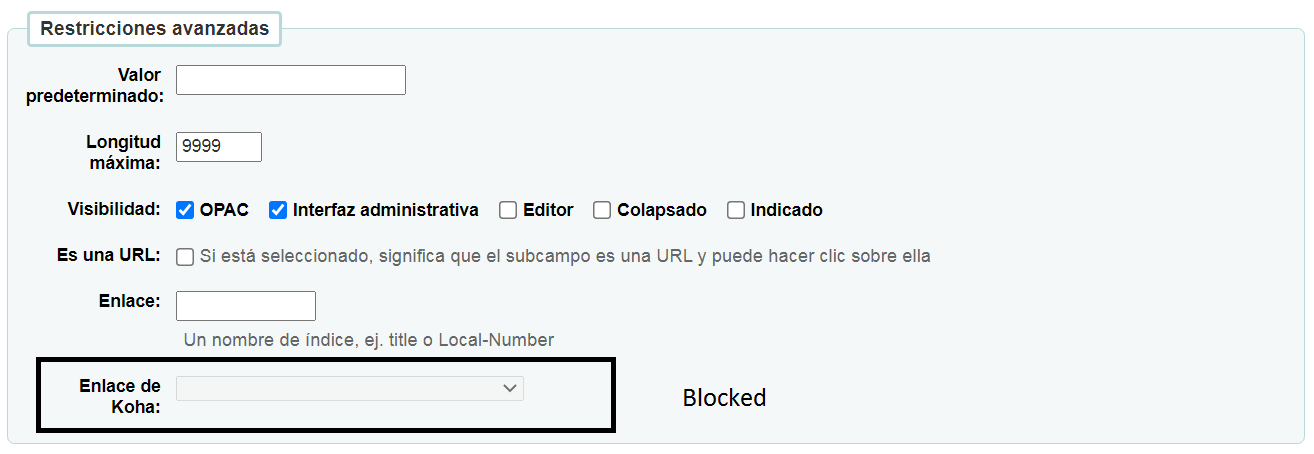 Restricciones avanzadas
Valor
predeterminado:
Longitud
máxima:
9999
Visibilidad: OPAC Interfaz administrativa Editor Colapsado Indicado
Es una URL: Si está seleccionado, significa que el subcampo es una URL y puede hacer clic sobre ella
Enlace:
Un nombre de índice, ej. title o Local-Number
Enlace de
Koha:
Blocked